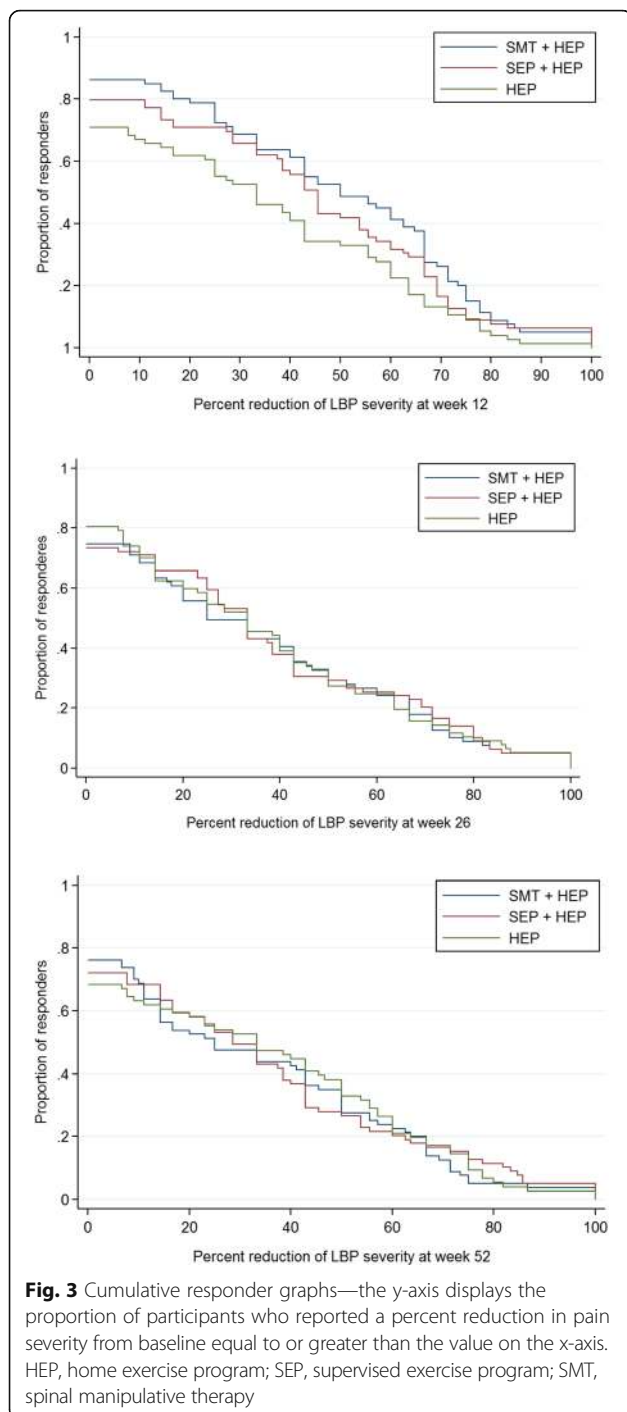 1
.8
.6
.4
.2
1
Proportion of responders
SMT + HEP
SEP + HEP
HEP
0 10 20 30 40 50 60 70 80 90 100
Percent reduction of LBP severity at week 12
1
.8
.6
.4
.2
0
Proportion of responderes
SMT + HEP
SEP + HEP
HEP
0 20 40 60 80 100
Percent reduction of LBP severity at week 26
1
.8
.6
.4
.2
0
Proportion of responders
SMT + HEP
SEP + HEP
HEP
0 20 40 60 80 100
Percent reduction of LBP severity at week 52
Fig. 3 Cumulative responder graphs—the y-axis displays the
proportion of participants who reported a percent reduction in pain
severity from baseline equal to or greater than the value on the x-axis.
HEP, home exercise program; SEP, supervised exercise program; SMT,
spinal manipulative therapy